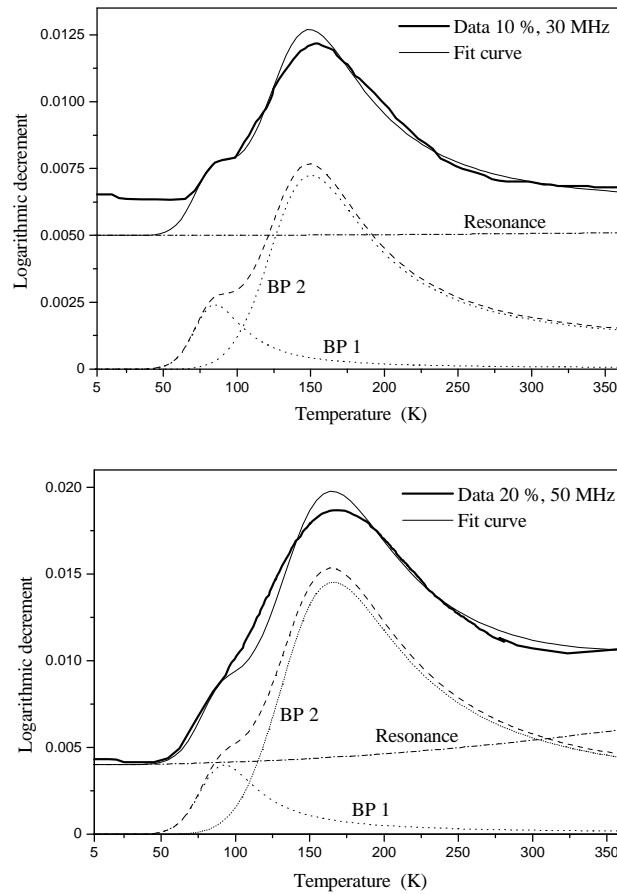 0.0125
0.0100
0.0075
0.0050
0.0025
0.000
Logarithmic decrement
Data 10 %, 30 MHz
Fit curve
Resonance
BP 2
BP 1
5 50 100 150 200 250 300 350
Temperature (K)
0.020
0.015
0.010
0.005
0
Logarithmic decrement
Data 20 %, 50 MHz
Fit curve
BP 2
Resonance
BP 1
5 50 100 150 200 250 300 350
Temperature (K)